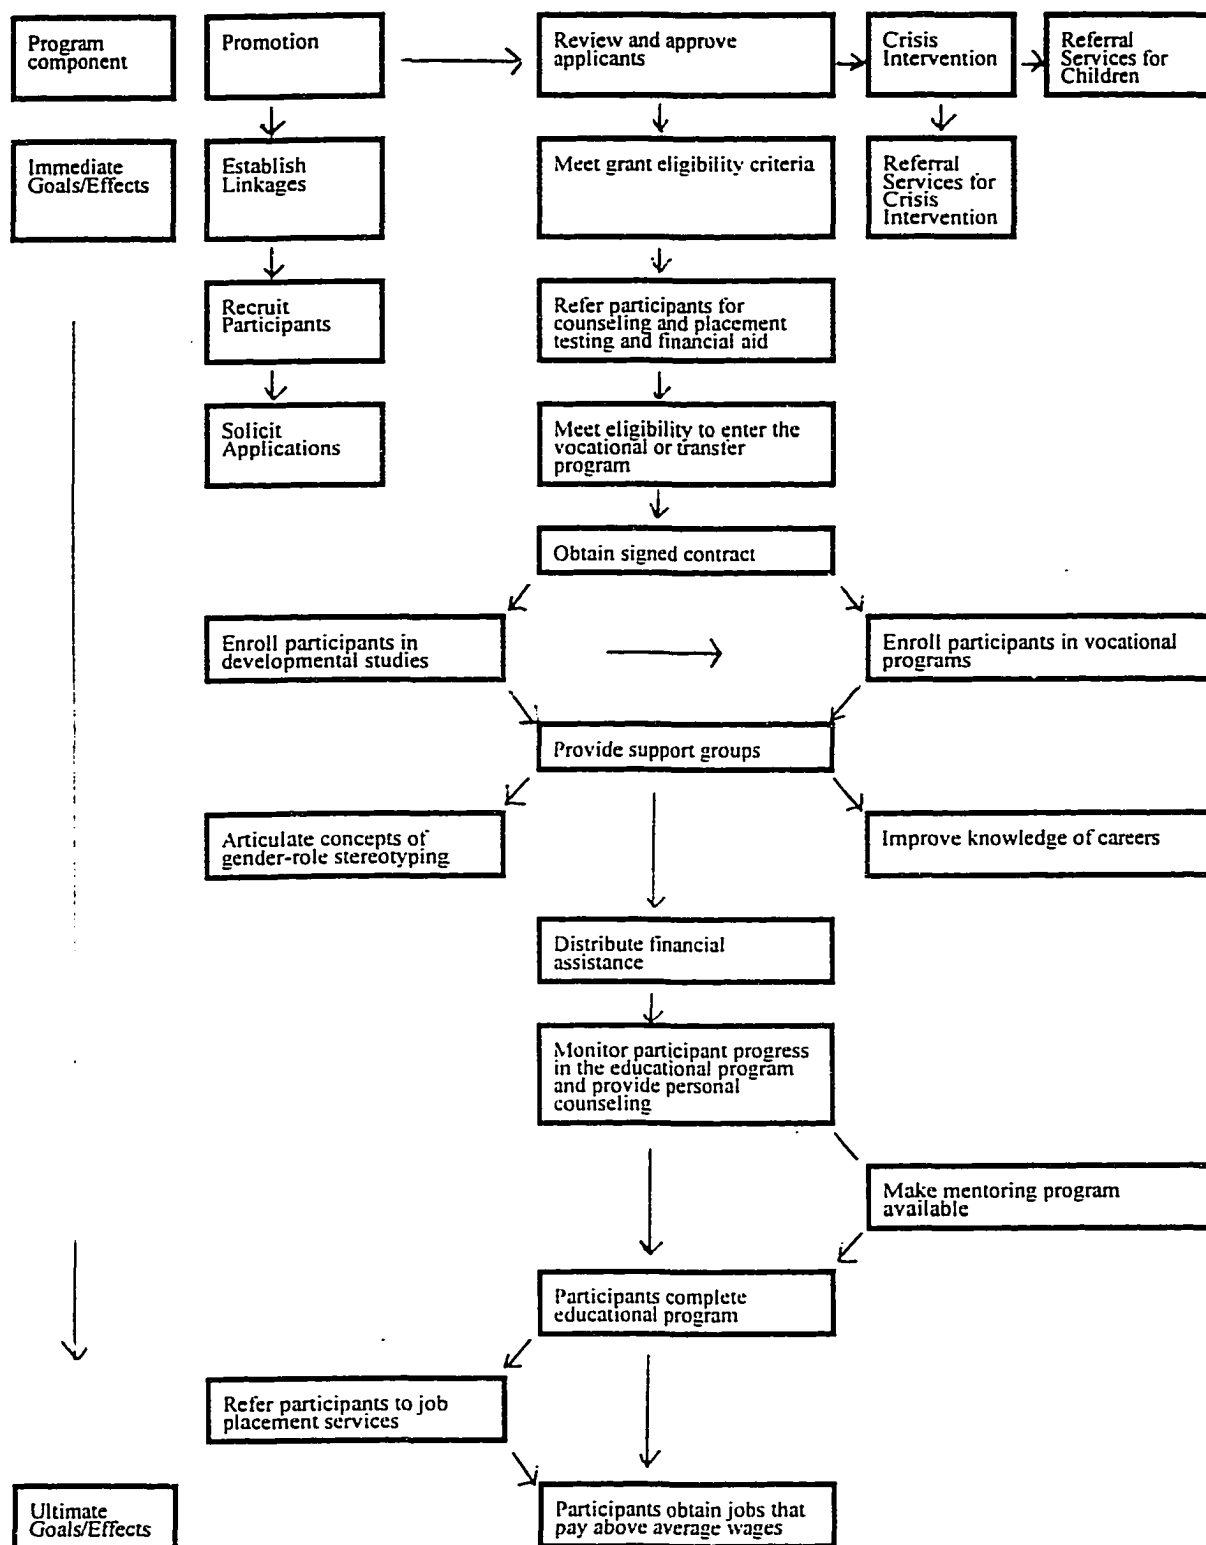 Program
component
Promotion
Review and approve
applicants
Crisis
Intervention
Referral
Services for
Children
Immediate
Goals/Effects
Establish
Linkages
Meet grant eligibility criteria
Referral
Services for
Crisis
Intervention
Recruit
Participants
Refer participants for
counseling and placement
testing and financial aid
Solicit
Applications
Meet eligibility to enter the
vocational or transfer
program
Obtain signed contract
Enroll participants in
developmental studies
Enroll participants in vocational
programs
Provide support groups
Articulate concepts of
gender-role stereotyping
Improve knowledge of careers
Distribute financial
assistance
Monitor participant progress
in the educational program
and provide personal
counseling
Make mentoring program
available
Participants complete
educational program
Refer participants to job
placement services
Ultimate
Goals/Effects
Participants obtain jobs that
pay above average wages